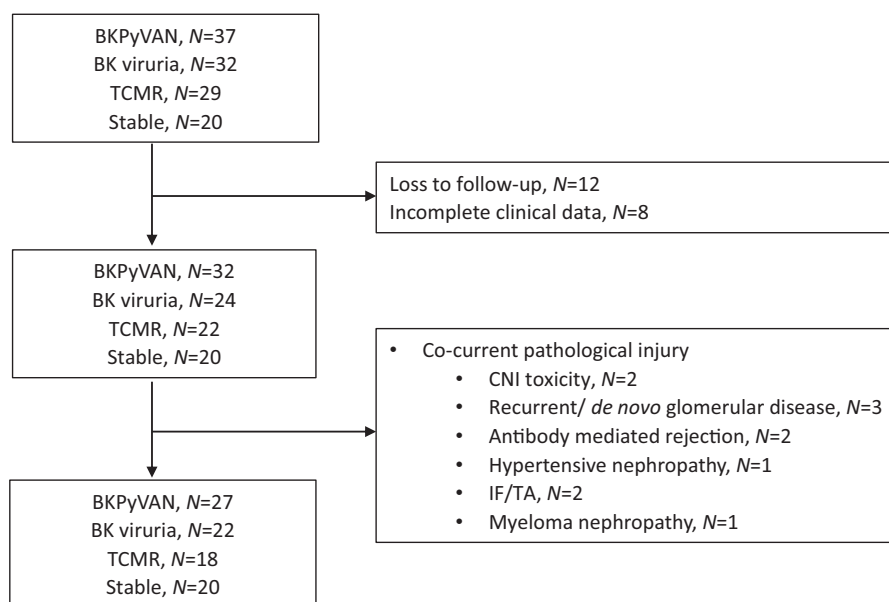 BKPyVAN, N=37
BK viruria, N=32
TCMR, N=29
Stable, N=20
Loss to follow-up, N=12
Incomplete clinical data, N=8
BKPyVAN, N=32
BK viruria, N=24
TCMR, N=22
Stable, N=20
• Co-current pathological injury
• CNI toxicity, N=2
• Recurrent/ de novo glomerular disease, N=3
• Antibody mediated rejection, N=2
• Hypertensive nephropathy, N=1
• IF/TA, N=2
• Myeloma nephropathy, N=1
BKPyVAN, N=27
BK viruria, N=22
TCMR, N=18
Stable, N=20